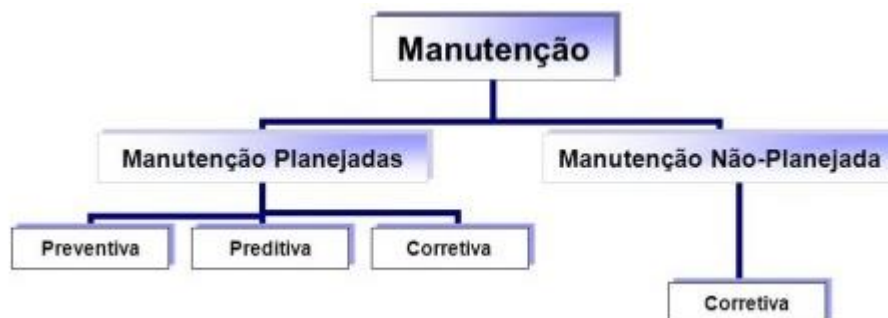 Manutenção
Manutenção Planejadas
Manutenção Não-Planejada
Preventiva
Preditiva
Corretiva
Corretiva